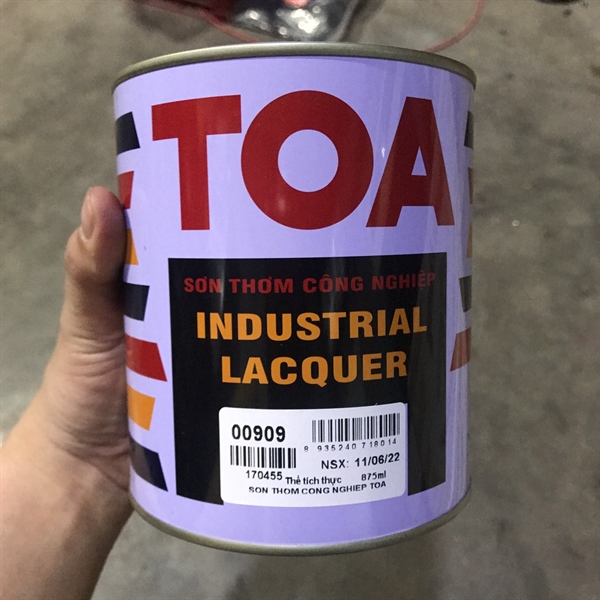 TOA
SƠN THƠM CÔNG NGHIỆP
INDUSTRIAL
LACQUER
00909
8 935240 718014
NSX: 11/06/22
170455 Thể tích thực 875ml
SON THOM CONG NGHIEP TOA